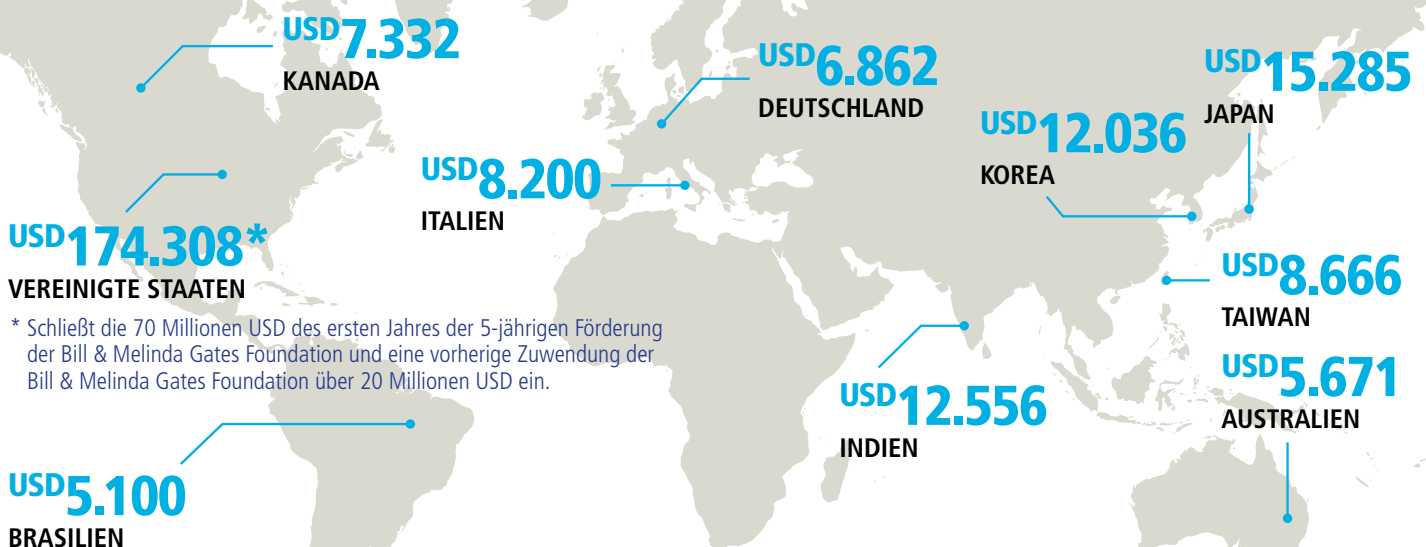 USD7.332
KANADA
USD6.862
DEUTSCHLAND
USD15.285
JAPAN
USD12.036
KOREA
USD8.200
ITALIEN
USD174.308*
VEREINIGTE STAATEN
* Schließt die 70 Millionen USD des ersten Jahres der 5-jährigen Förderung
der Bill & Melinda Gates Foundation und eine vorherige Zuwendung der
Bill & Melinda Gates Foundation über 20 Millionen USD ein.
USD8.666
TAIWAN
USD5.671
AUSTRALIEN
USD12.556
INDIEN
USD5.100
BRASILIEN